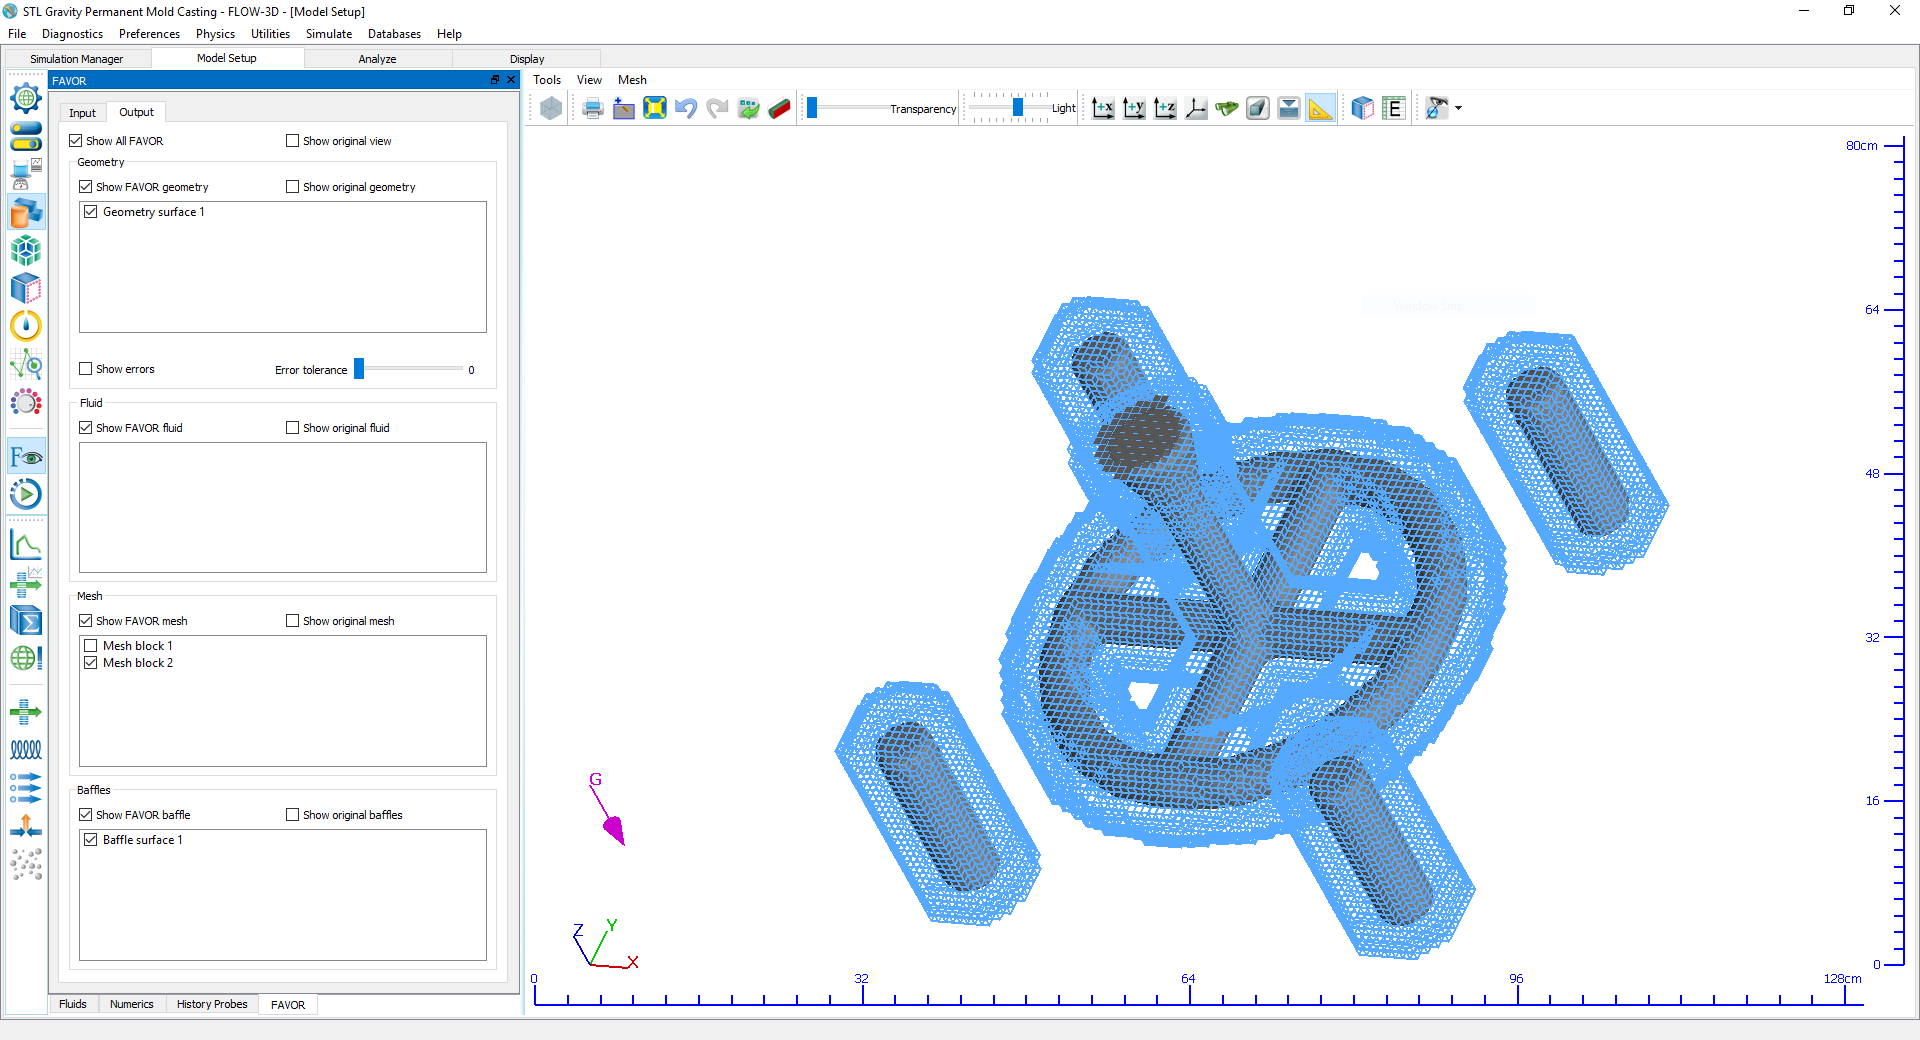 STL Gravity Permanent Mold Casting - FLOW-3D - [Model Setup]
File Diagnostics Preferences Physics Utilities Simulate Databases Help
Simulation Manager Model Setup Analyze Display
FAVOR
Tools View Mesh
Transparency Light
+x +y +z E
Input Output
Show All FAVOR Show original view
Geometry
Show FAVOR geometry Show original geometry
Geometry surface 1
Show errors Error tolerance 0
Fluid
Show FAVOR fluid Show original fluid
Mesh
Show FAVOR mesh Show original mesh
Mesh block 1
Mesh block 2
Baffles
Show FAVOR baffle Show original baffles
Baffle surface 1
Fluids Numerics History Probes FAVOR
F
Σ
80cm
64
48
32
16
0
G
Z Y X
0 32 64 96 128cm